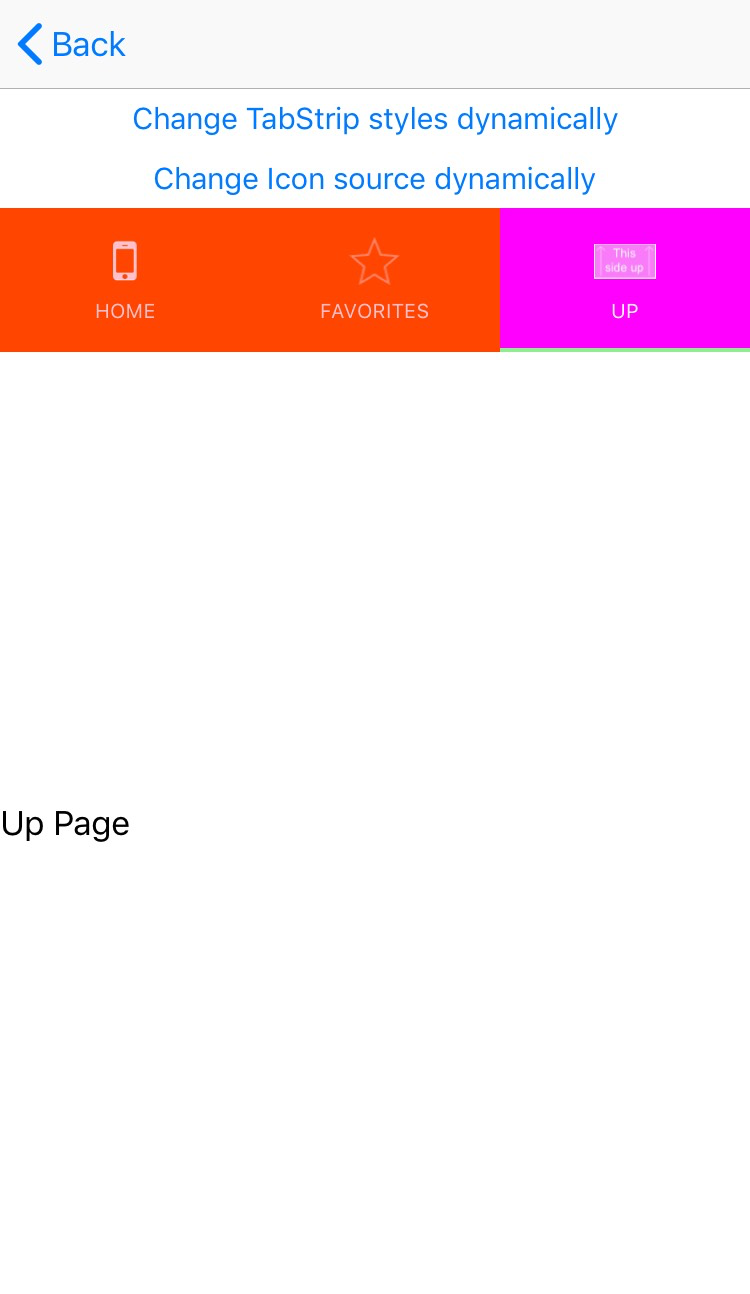 Back
Change TabStrip styles dynamically
Change Icon source dynamically
This
side up
HOME
FAVORITES
UP
Up Page